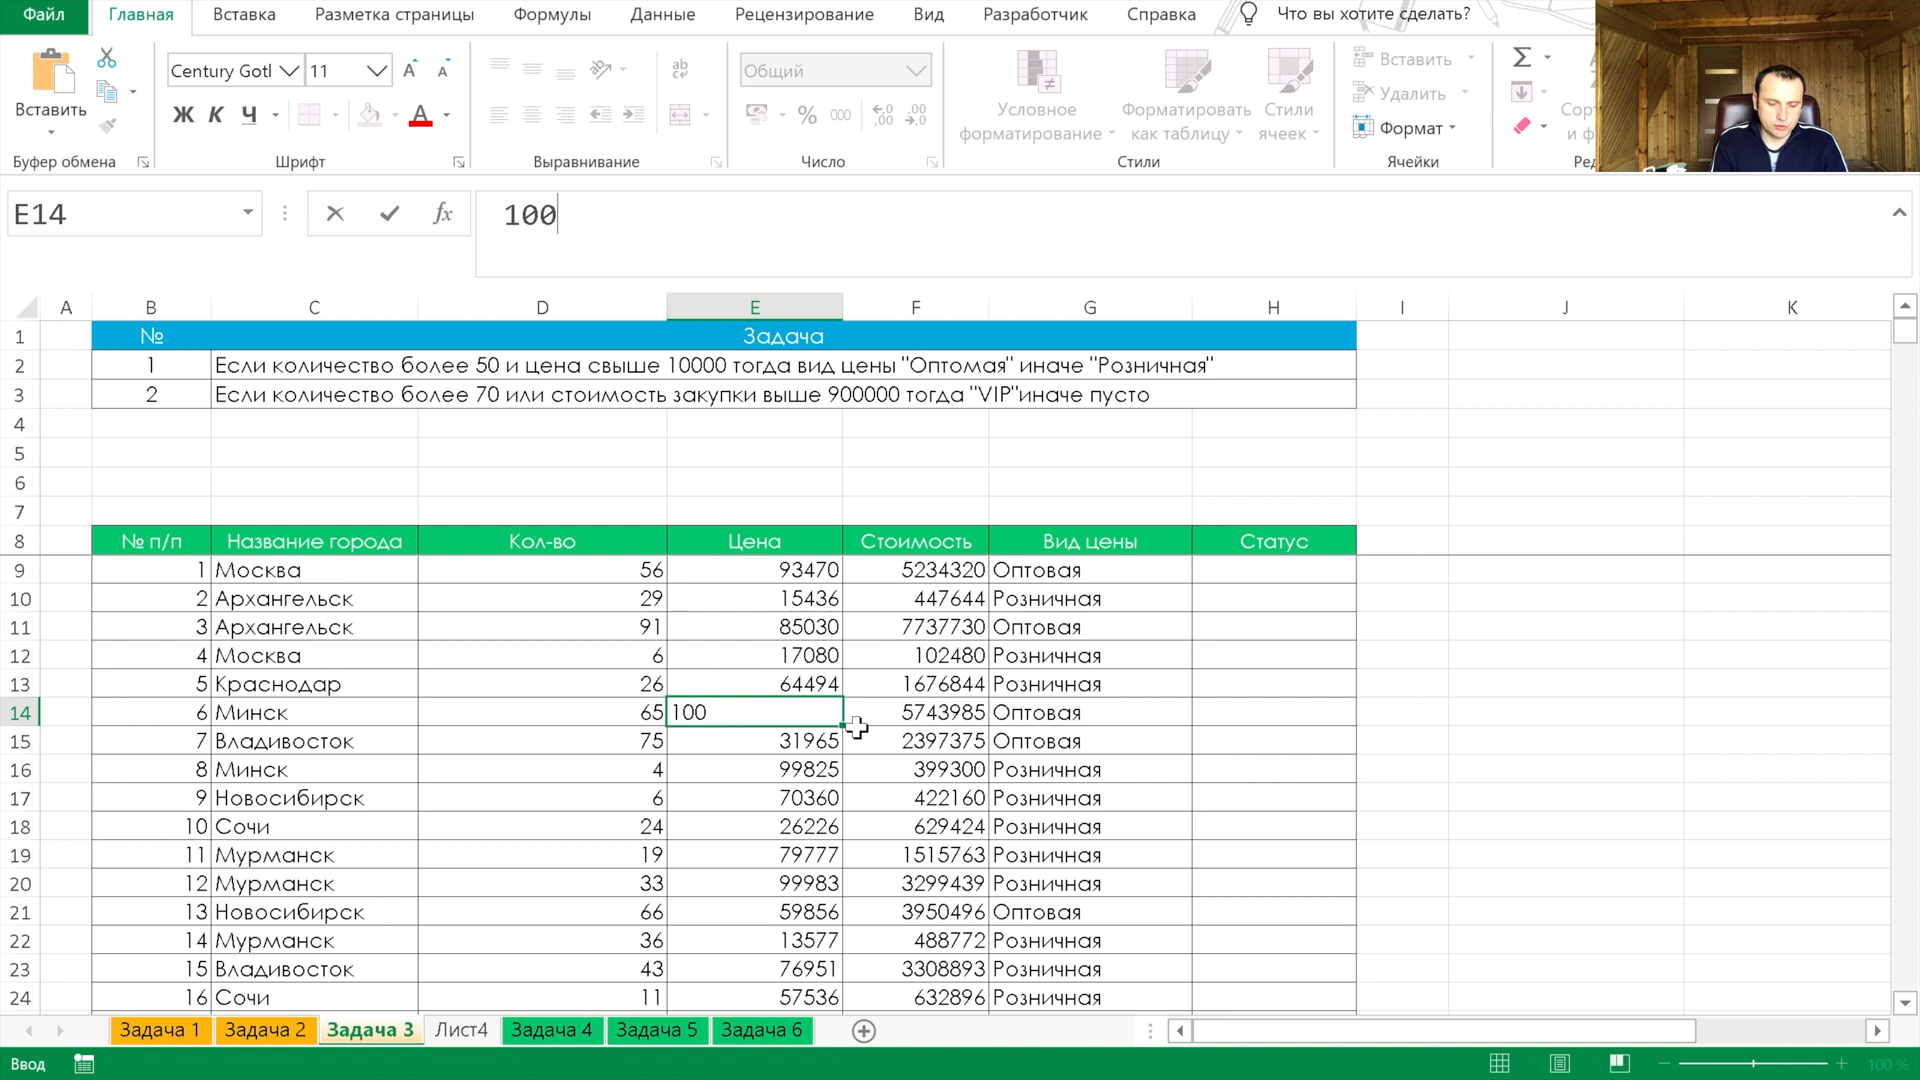 Файл Главная Вставка Разметка страницы Формулы Данные Рецензирование Вид Разработчик Справка Что вы хотите сделать?
Вставить
Буфер обмена
Century Gotl 11
Ж К Ч
Шрифт
Выравнивание
Общий
% 000
Число
Условное форматирование
Форматировать как таблицу
Стили ячеек
Стили
Вставить
Удалить
Формат
Ячейки
E14 fx 100
A B C D E F G H I J K
1 № Задача
2 1 Если количество более 50 и цена свыше 10000 тогда вид цены "Оптомая" иначе "Розничная"
3 2 Если количество более 70 или стоимость закупки выше 900000 тогда "VIP"иначе пусто
4
5
6
7
8 № п/п Название города Кол-во Цена Стоимость Вид цены Статус
9 1 Москва 56 93470 5234320 Оптовая
10 2 Архангельск 29 15436 447644 Розничная
11 3 Архангельск 91 85030 7737730 Оптовая
12 4 Москва 6 17080 102480 Розничная
13 5 Краснодар 26 64494 1676844 Розничная
14 6 Минск 65 100 5743985 Оптовая
15 7 Владивосток 75 31965 2397375 Оптовая
16 8 Минск 4 99825 399300 Розничная
17 9 Новосибирск 6 70360 422160 Розничная
18 10 Сочи 24 26226 629424 Розничная
19 11 Мурманск 19 79777 1515763 Розничная
20 12 Мурманск 33 99983 3299439 Розничная
21 13 Новосибирск 66 59856 3950496 Оптовая
22 14 Мурманск 36 13577 488772 Розничная
23 15 Владивосток 43 76951 3308893 Розничная
24 16 Сочи 11 57536 632896 Розничная
Задача 1 Задача 2 Задача 3 Лист4 Задача 4 Задача 5 Задача 6
Ввод 100 %